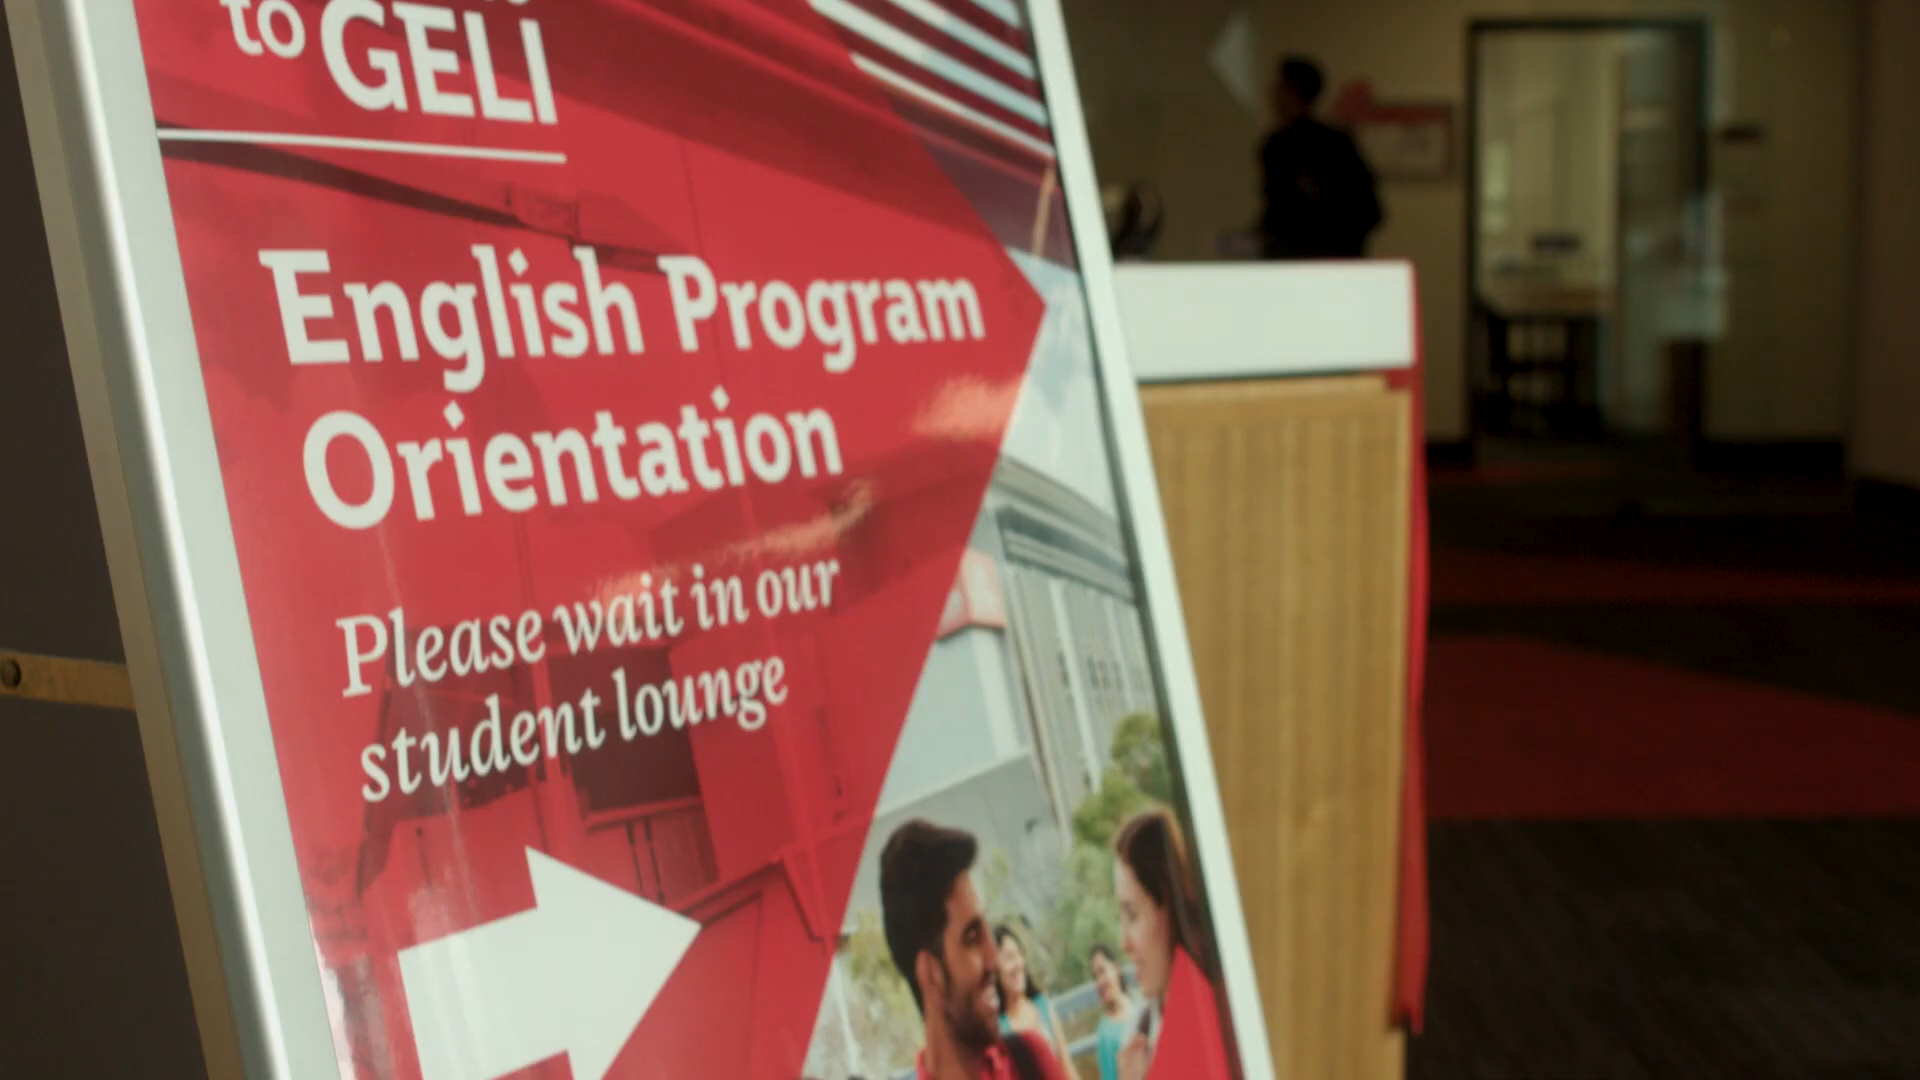 to GELI
English Program
Orientation
Please wait in our
student lounge